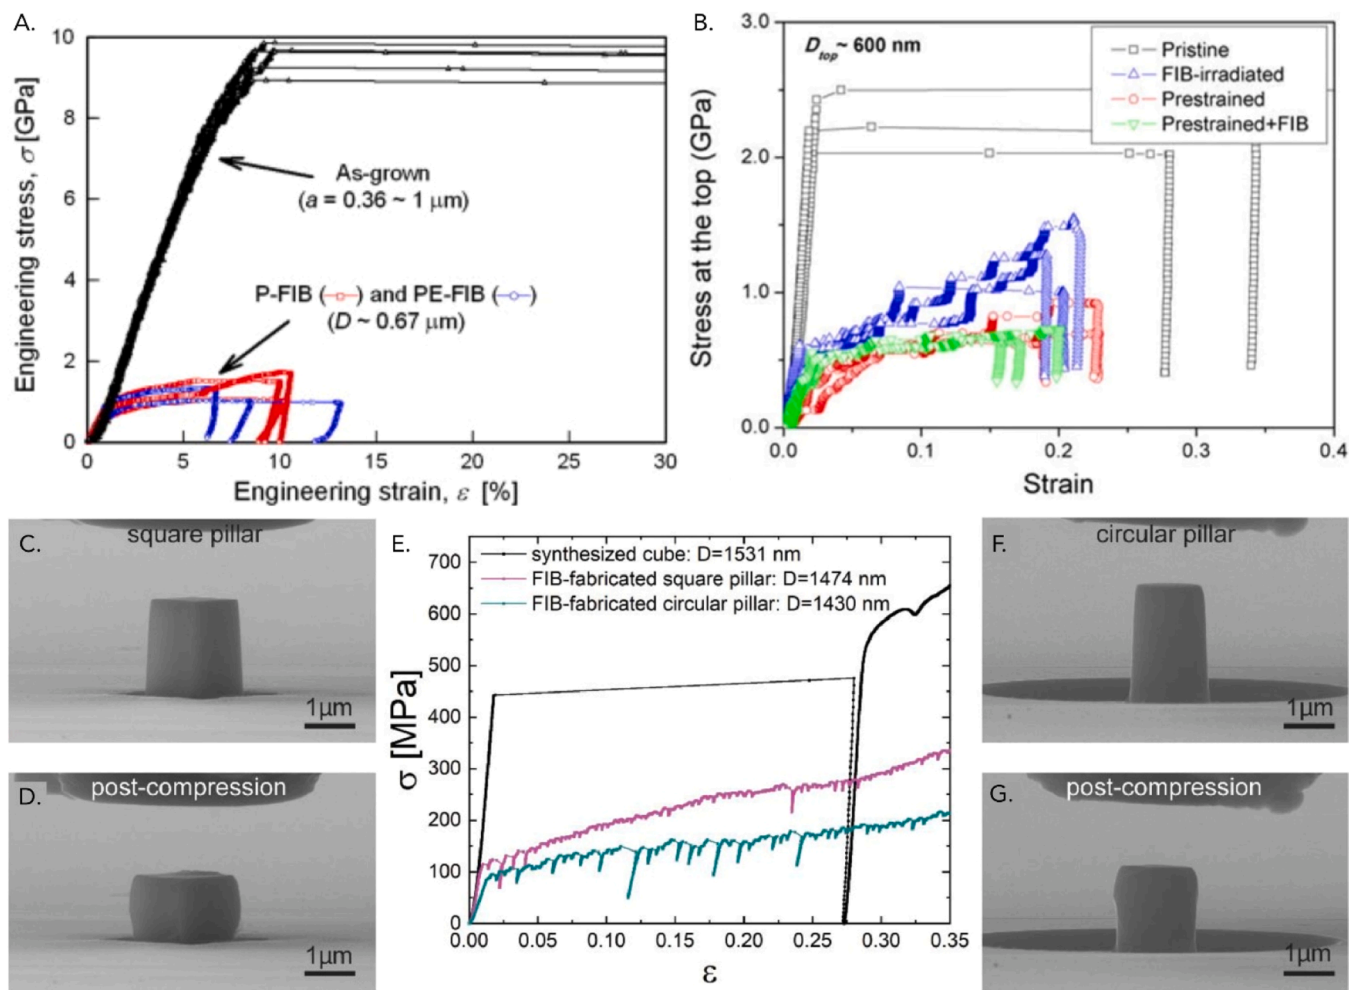 A.
Engineering stress, σ [GPa]
10
8
6
4
2
0
As-grown
(a = 0.36 ~ 1 μm)
P-FIB ( ) and PE-FIB ( )
(D ~ 0.67 μm)
0 5 10 15 20 25 30
Engineering strain, ε [%]
B.
Stress at the top (GPa)
3.0
2.0
1.0
0.0
D_top ~ 600 nm
Pristine
FIB-irradiated
Prestrained
Prestrained+FIB
0.0 0.1 0.2 0.3 0.4
Strain
C.
square pillar
1μm
D.
post-compression
1μm
E.
σ [MPa]
700
600
500
400
300
200
100
0
synthesized cube: D=1531 nm
FIB-fabricated square pillar: D=1474 nm
FIB-fabricated circular pillar: D=1430 nm
0.00 0.05 0.10 0.15 0.20 0.25 0.30 0.35
ε
F.
circular pillar
1μm
G.
post-compression
1μm